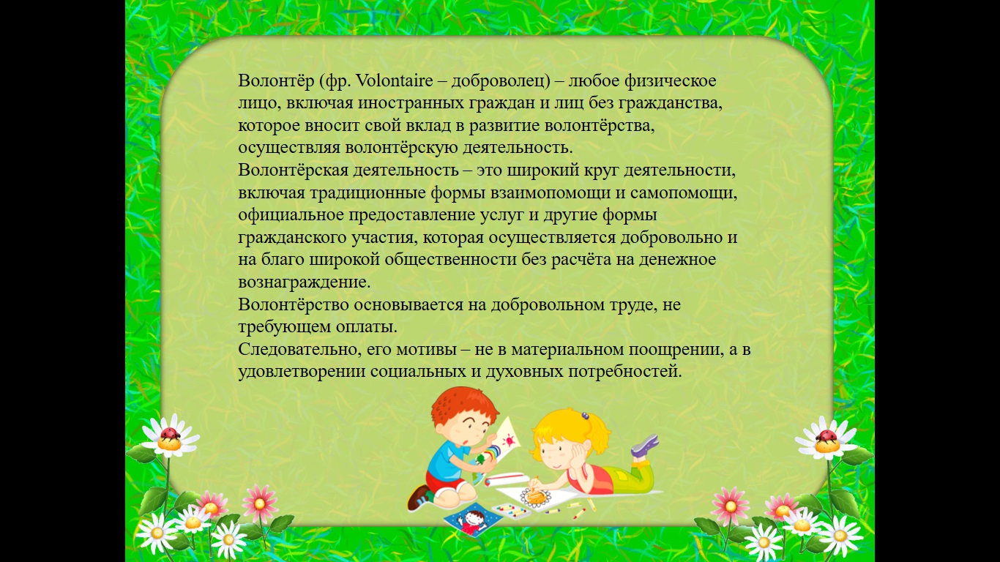 Волонтёр (фр. Volontaire – доброволец) – любое физическое
лицо, включая иностранных граждан и лиц без гражданства,
которое вносит свой вклад в развитие волонтёрства,
осуществляя волонтёрскую деятельность.
Волонтёрская деятельность – это широкий круг деятельности,
включая традиционные формы взаимопомощи и самопомощи,
официальное предоставление услуг и другие формы
гражданского участия, которая осуществляется добровольно и
на благо широкой общественности без расчёта на денежное
вознаграждение.
Волонтёрство основывается на добровольном труде, не
требующем оплаты.
Следовательно, его мотивы – не в материальном поощрении, а в
удовлетворении социальных и духовных потребностей.